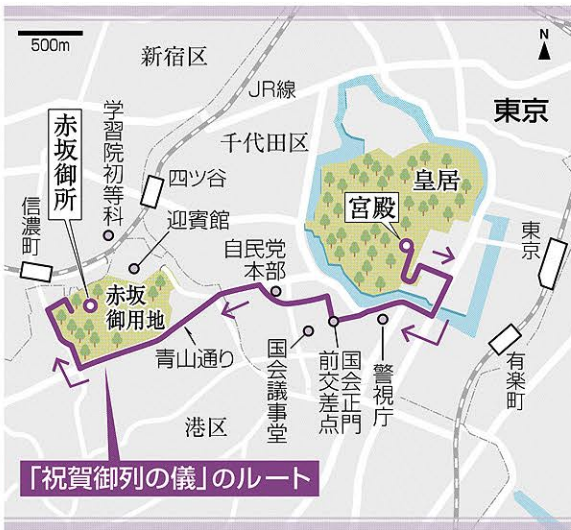 500m
N
新宿区
JR線
東京
学習院初等科
千代田区
赤坂御所
四ツ谷
皇居
宮殿
信濃町
迎賓館
自民党
本部
東京
赤坂
御用地
青山通り
国会議事堂
国会正門
前交差点
警視庁
有楽町
港区
「祝賀御列の儀」のルート